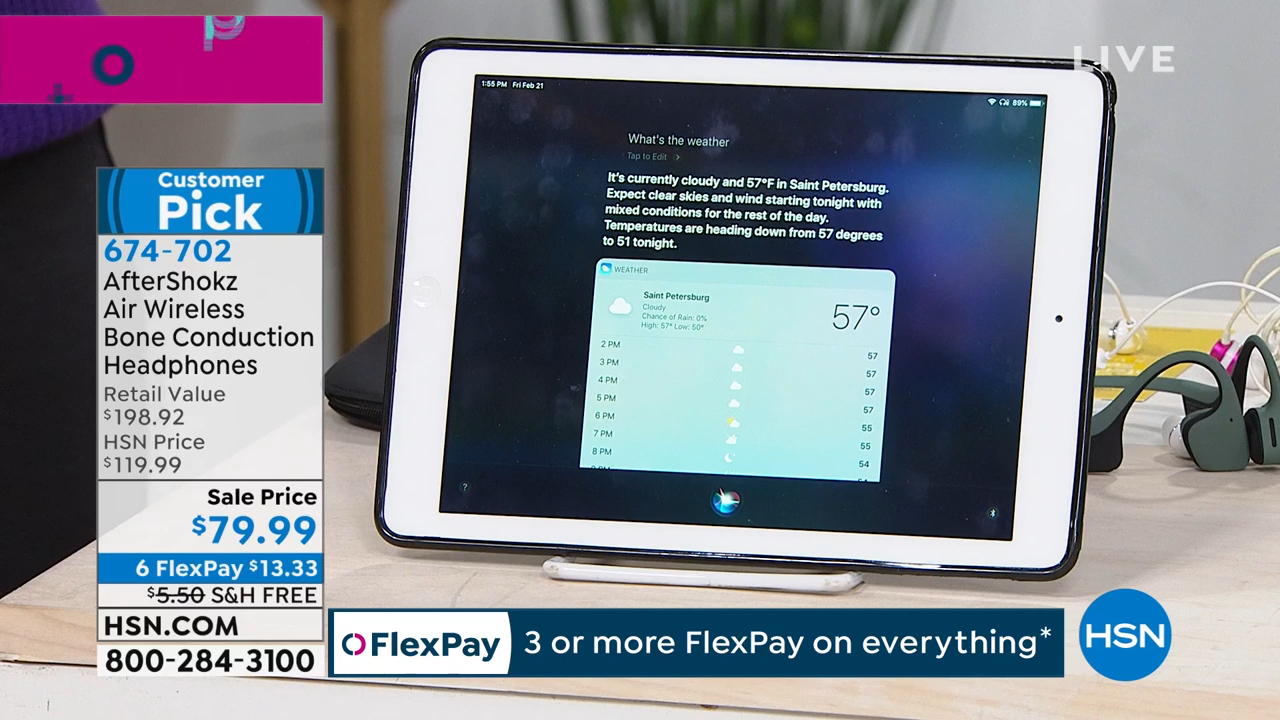 p
LIVE
1:55 PM Fri Feb 21
89%
What's the weather
Tap to Edit >
It's currently cloudy and 57°F in Saint Petersburg.
Expect clear skies and wind starting tonight with
mixed conditions for the rest of the day.
Temperatures are heading down from 57 degrees
to 51 tonight.
WEATHER
Saint Petersburg
Cloudy
Chance of Rain: 0%
High: 57° Low: 50°
57°
2 PM 57
3 PM 57
4 PM 57
5 PM 57
6 PM 55
7 PM 55
8 PM 54
?
Customer
Pick
674-702
AfterShokz
Air Wireless
Bone Conduction
Headphones
Retail Value
$198.92
HSN Price
$119.99
Sale Price
$79.99
6 FlexPay $13.33
$5.50 S&H FREE
HSN.COM
800-284-3100
FlexPay
3 or more FlexPay on everything*
HSN